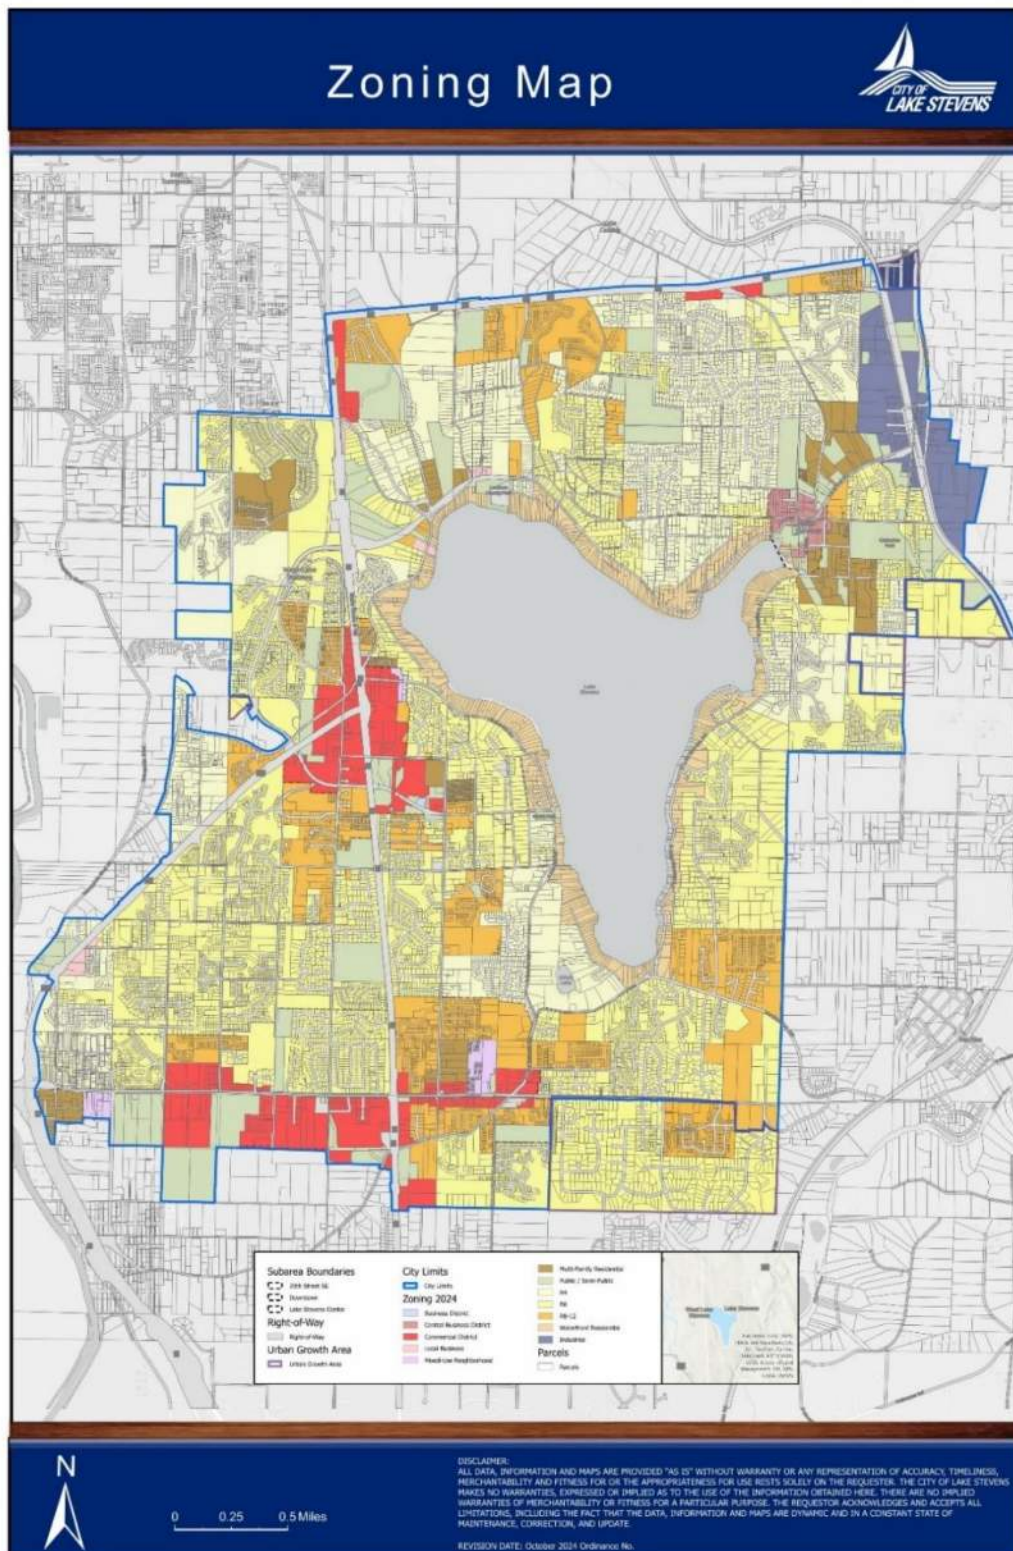 Zoning Map
CITY OF
LAKE STEVENS
Lake
Stevens
Subarea Boundaries
20th Street SE
Downtown
Lake Stevens Center
Right-of-Way
Right-of-Way
Urban Growth Area
Urban Growth Area
City Limits
City Limits
Zoning 2024
Business District
Central Business District
Commercial District
Local Business
Mixed-Use Neighborhood
Multi-Family Residential
Public / Semi-Public
R4
R6
R8-12
Waterfront Residential
Industrial
Parcels
Parcels
West Lake
Stevens
Lake Stevens
N
0 0.25 0.5 Miles
DISCLAIMER:
ALL DATA, INFORMATION AND MAPS ARE PROVIDED "AS IS" WITHOUT WARRANTY OR ANY REPRESENTATION OF ACCURACY, TIMELINESS,
MERCHANTABILITY AND FITNESS FOR OR THE APPROPRIATENESS FOR USE RESTS SOLELY ON THE REQUESTER. THE CITY OF LAKE STEVENS
MAKES NO WARRANTIES, EXPRESSED OR IMPLIED AS TO THE USE OF THE INFORMATION OBTAINED HERE. THERE ARE NO IMPLIED
WARRANTIES OF MERCHANTABILITY OR FITNESS FOR A PARTICULAR PURPOSE. THE REQUESTOR ACKNOWLEDGES AND ACCEPTS ALL
LIMITATIONS, INCLUDING THE FACT THAT THE DATA, INFORMATION AND MAPS ARE DYNAMIC AND IN A CONSTANT STATE OF
MAINTENANCE, CORRECTION, AND UPDATE.
REVISION DATE: October 2024 Ordinance No.